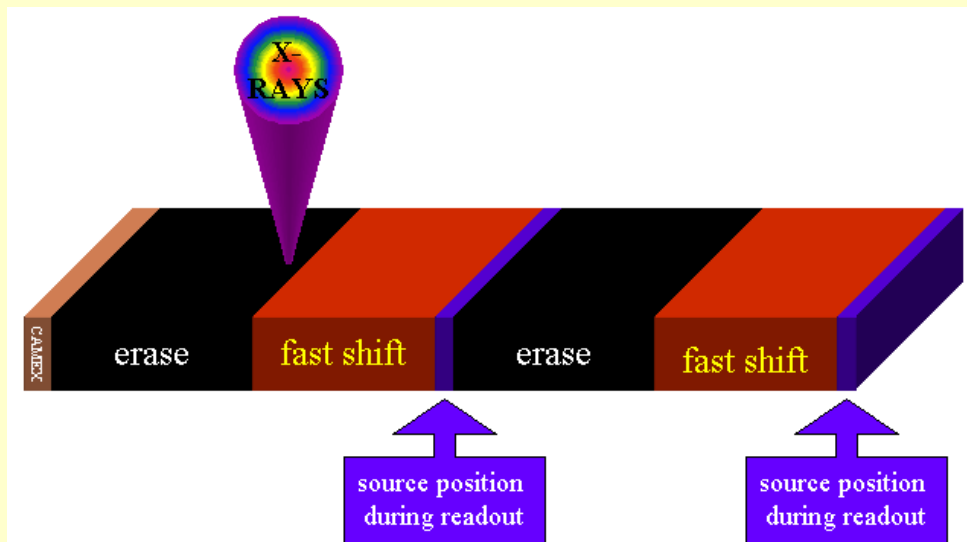 X-
RAYS
CAMEX
erase
fast shift
erase
fast shift
source position
during readout
source position
during readout